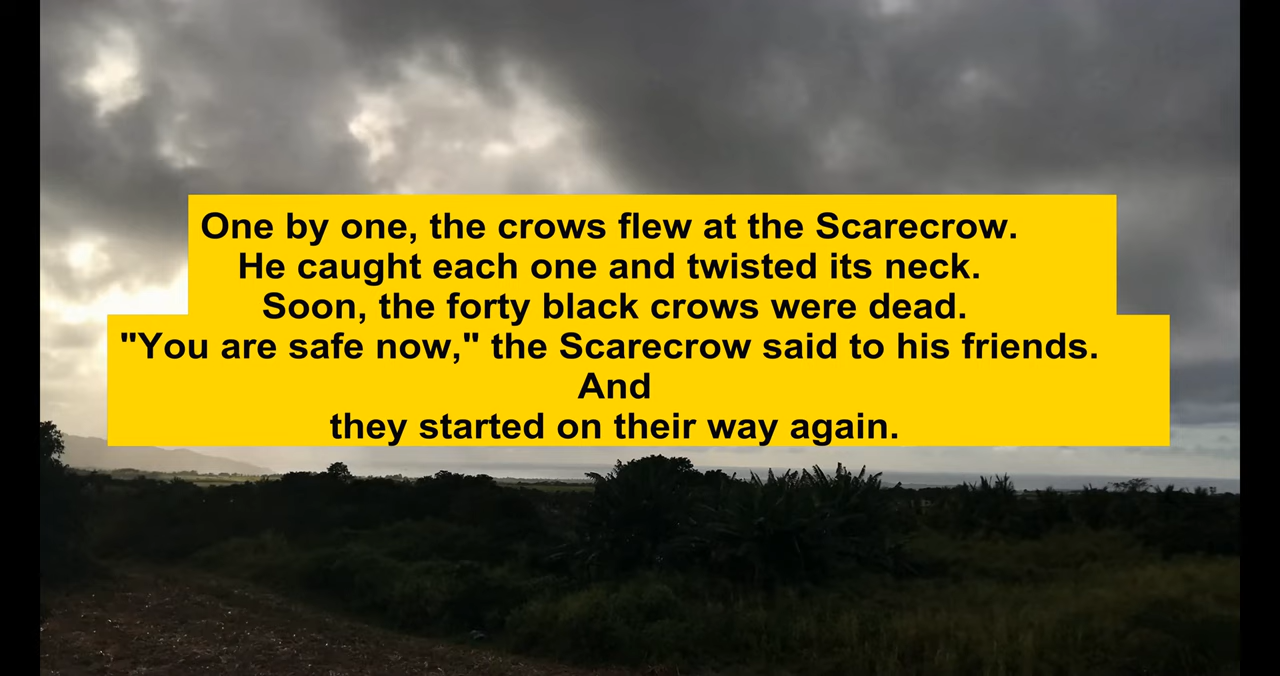 One by one, the crows flew at the Scarecrow.
He caught each one and twisted its neck.
Soon, the forty black crows were dead.
"You are safe now," the Scarecrow said to his friends.
And
they started on their way again.